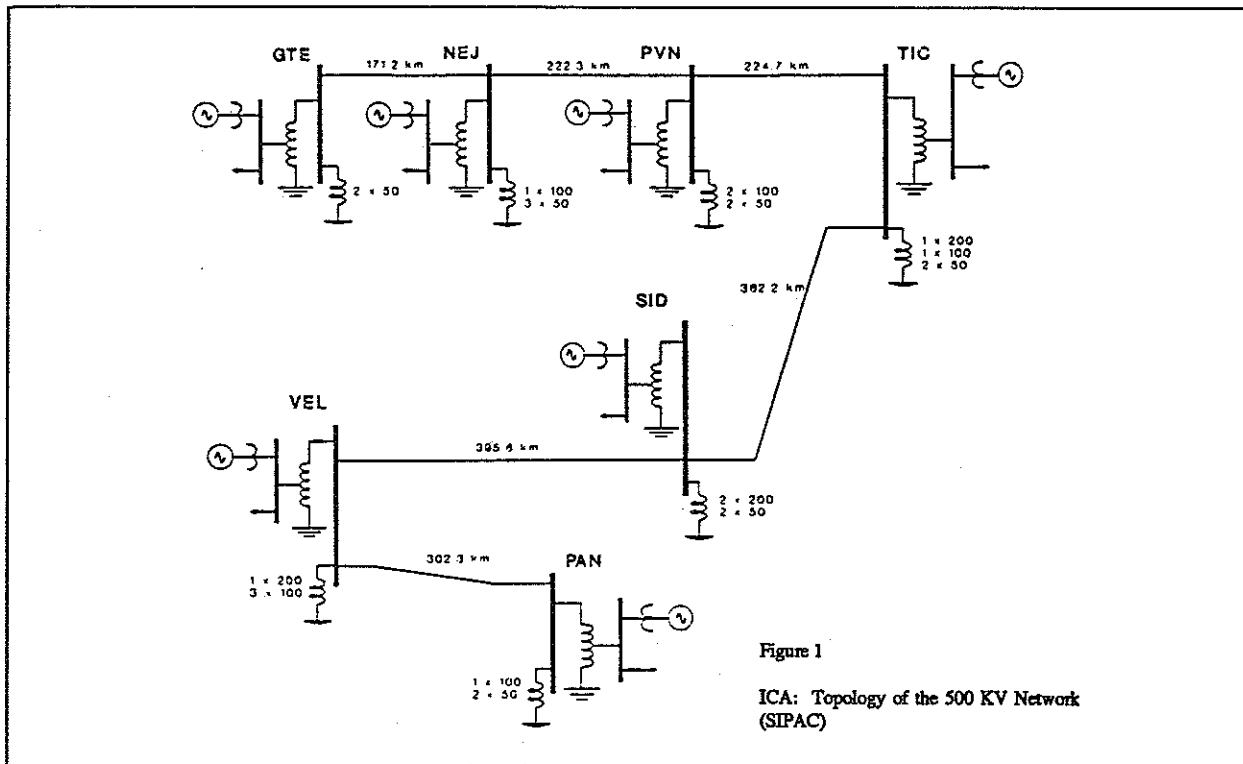 GTE
NEJ
PVN
TIC
171.2 km
222.3 km
224.7 km
2 x 50
1 x 100
3 x 50
2 x 100
2 x 50
1 x 200
1 x 100
2 x 50
362.2 km
SID
VEL
395.6 km
2 x 200
2 x 50
302.3 km
PAN
1 x 200
3 x 100
1 x 100
2 x 50
Figure 1
ICA: Topology of the 500 KV Network
(SIPAC)